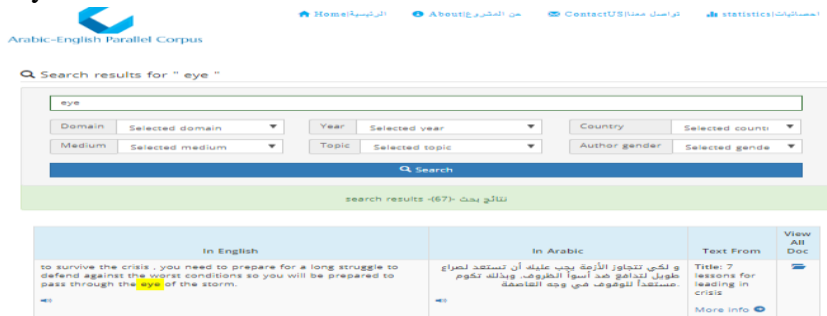 Home|الرئيسية
About|عن المشروع
ContactUS|تواصل معنا
statistics|احصائيات
Arabic-English Parallel Corpus
Search results for " eye "
eye
Domain Selected domain Year Selected year Country Selected counti
Medium Selected medium Topic Selected topic Author gender Selected gende
Search
search results -(67)- نتائج بحث
In English In Arabic Text From View All Doc
to survive the crisis , you need to prepare for a long struggle to
defend against the worst conditions so you will be prepared to
pass through the eye of the storm.
و لكي تتجاوز الأزمة يجب عليك أن تستعد لصراع
طويل لتدافع ضد أسوأ الظروف. وبذلك تكوم
مستعداً للوقوف في وجه العاصفة.
Title: 7
lessons for
leading in
crisis
More info